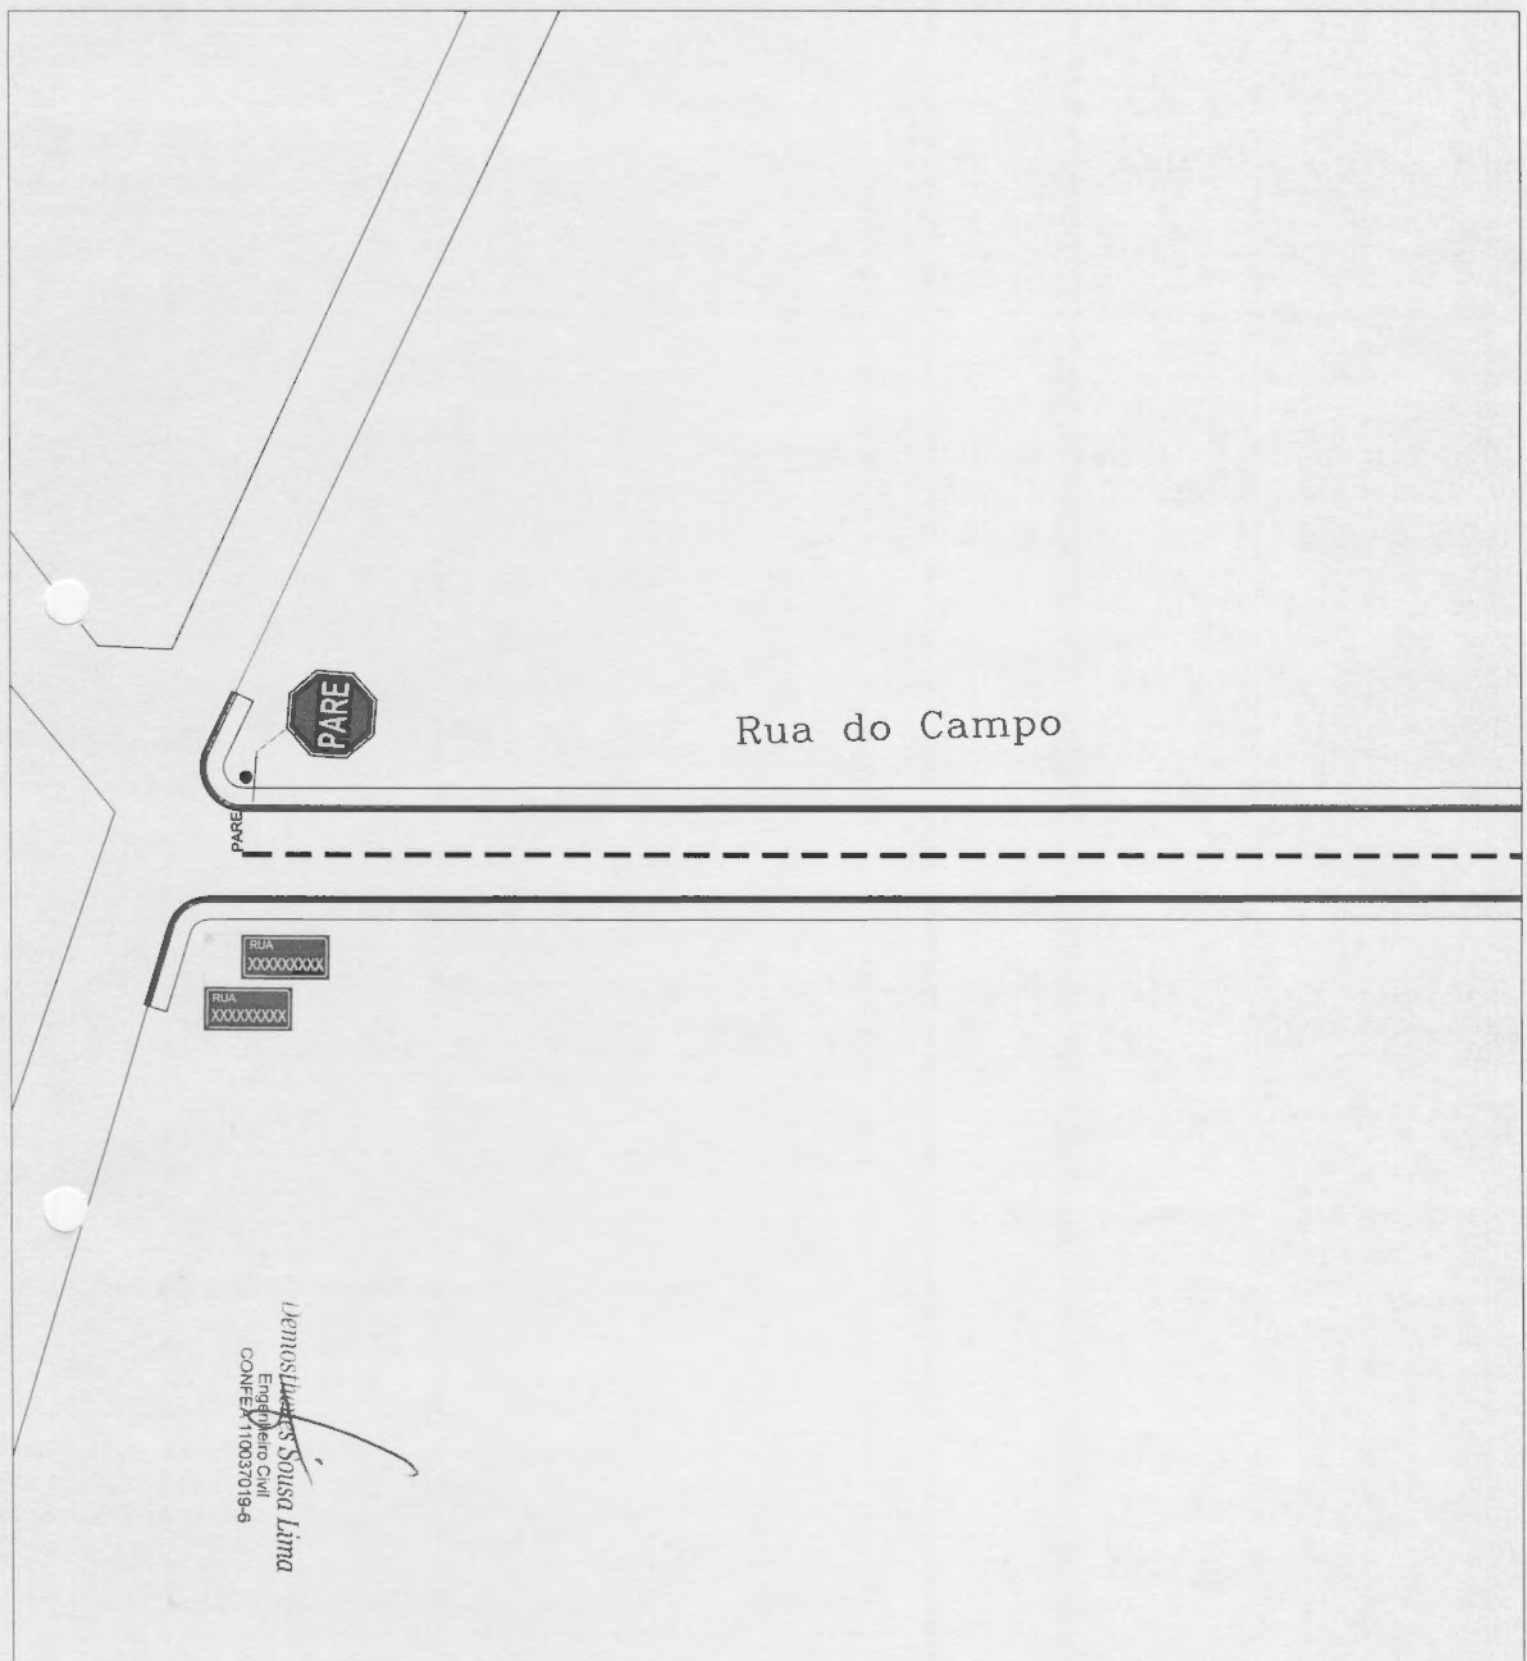 PARE
Rua do Campo
PARE
RUA
XXXXXXXXX
RUA
XXXXXXXXX
Demosthenes Sousa Lima
Engenheiro Civil
CONFEA 110037019-6